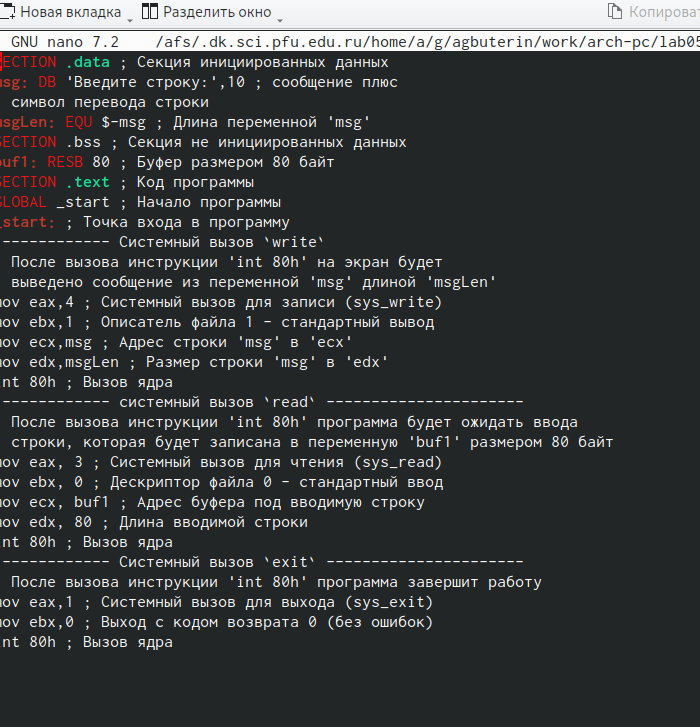 Новая вкладка Разделить окно Копироват
GNU nano 7.2 /afs/.dk.sci.pfu.edu.ru/home/a/g/agbuterin/work/arch-pc/lab05
SECTION .data ; Секция инициированных данных
msg: DB 'Введите строку:',10 ; сообщение плюс
символ перевода строки
msgLen: EQU $-msg ; Длина переменной 'msg'
SECTION .bss ; Секция не инициированных данных
buf1: RESB 80 ; Буфер размером 80 байт
SECTION .text ; Код программы
GLOBAL _start ; Начало программы
_start: ; Точка входа в программу
------------ Системный вызов `write`
После вызова инструкции 'int 80h' на экран будет
выведено сообщение из переменной 'msg' длиной 'msgLen'
mov eax,4 ; Системный вызов для записи (sys_write)
mov ebx,1 ; Описатель файла 1 - стандартный вывод
mov ecx,msg ; Адрес строки 'msg' в 'ecx'
mov edx,msgLen ; Размер строки 'msg' в 'edx'
int 80h ; Вызов ядра
------------ системный вызов `read` ----------------------
После вызова инструкции 'int 80h' программа будет ожидать ввода
строки, которая будет записана в переменную 'buf1' размером 80 байт
mov eax, 3 ; Системный вызов для чтения (sys_read)
mov ebx, 0 ; Дескриптор файла 0 - стандартный ввод
mov ecx, buf1 ; Адрес буфера под вводимую строку
mov edx, 80 ; Длина вводимой строки
int 80h ; Вызов ядра
------------ Системный вызов `exit` ----------------------
После вызова инструкции 'int 80h' программа завершит работу
mov eax,1 ; Системный вызов для выхода (sys_exit)
mov ebx,0 ; Выход с кодом возврата 0 (без ошибок)
int 80h ; Вызов ядра